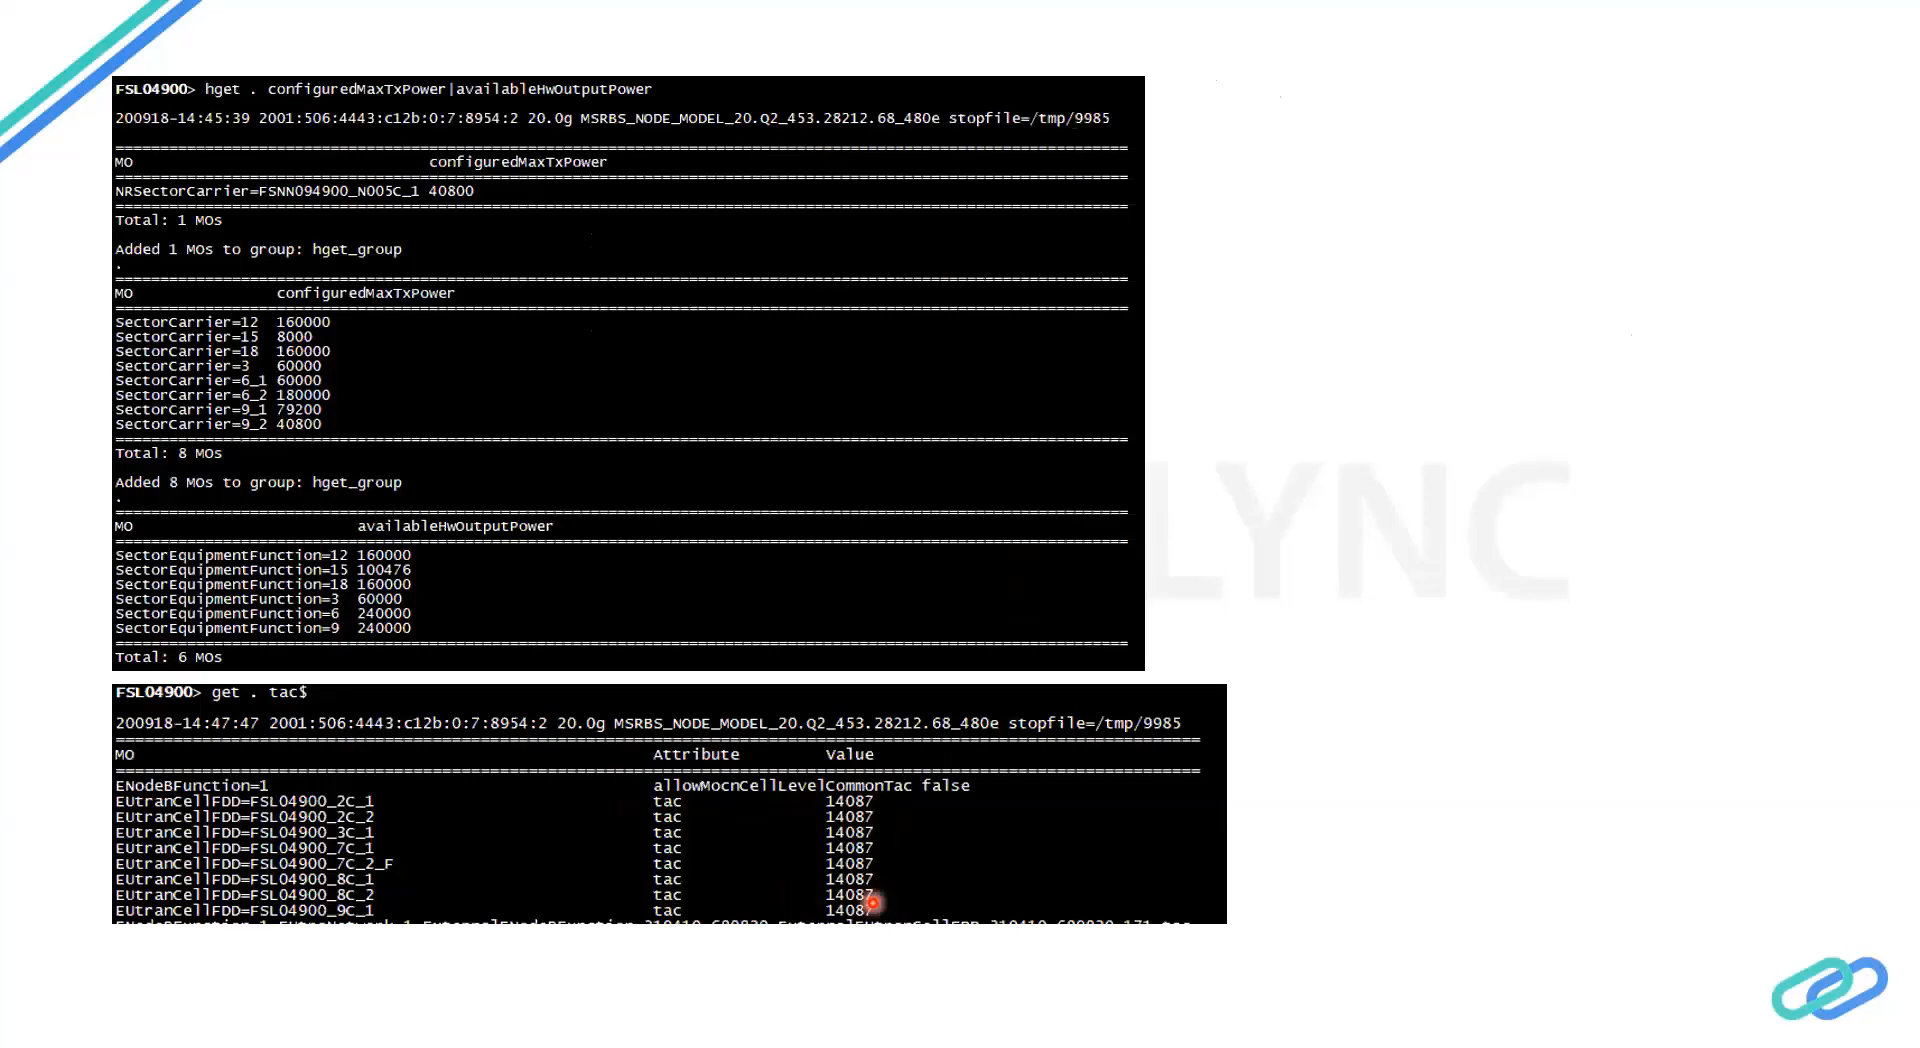 FSL04900> hget . configuredMaxTxPower|availableHwOutputPower
200918-14:45:39 2001:506:4443:c12b:0:7:8954:2 20.0g MSRBS_NODE_MODEL_20.Q2_453.28212.68_480e stopfile=/tmp/9985
MO configuredMaxTxPower
NRSectorCarrier=FSNN094900_N005C_1 40800
Total: 1 MOs
Added 1 MOs to group: hget_group
.
MO configuredMaxTxPower
SectorCarrier=12 160000
SectorCarrier=15 8000
SectorCarrier=18 160000
SectorCarrier=3 60000
SectorCarrier=6_1 60000
SectorCarrier=6_2 180000
SectorCarrier=9_1 79200
SectorCarrier=9_2 40800
Total: 8 MOs
Added 8 MOs to group: hget_group
.
MO availableHwOutputPower
SectorEquipmentFunction=12 160000
SectorEquipmentFunction=15 100476
SectorEquipmentFunction=18 160000
SectorEquipmentFunction=3 60000
SectorEquipmentFunction=6 240000
SectorEquipmentFunction=9 240000
Total: 6 MOs
LYNC
FSL04900> get . tac$
200918-14:47:47 2001:506:4443:c12b:0:7:8954:2 20.0g MSRBS_NODE_MODEL_20.Q2_453.28212.68_480e stopfile=/tmp/9985
MO Attribute Value
ENodeBFunction=1 allowMocnCellLevelCommonTac false
EUtranCellFDD=FSL04900_2C_1 tac 14087
EUtranCellFDD=FSL04900_2C_2 tac 14087
EUtranCellFDD=FSL04900_3C_1 tac 14087
EUtranCellFDD=FSL04900_7C_1 tac 14087
EUtranCellFDD=FSL04900_7C_2_F tac 14087
EUtranCellFDD=FSL04900_8C_1 tac 14087
EUtranCellFDD=FSL04900_8C_2 tac 14087
EUtranCellFDD=FSL04900_9C_1 tac 14087